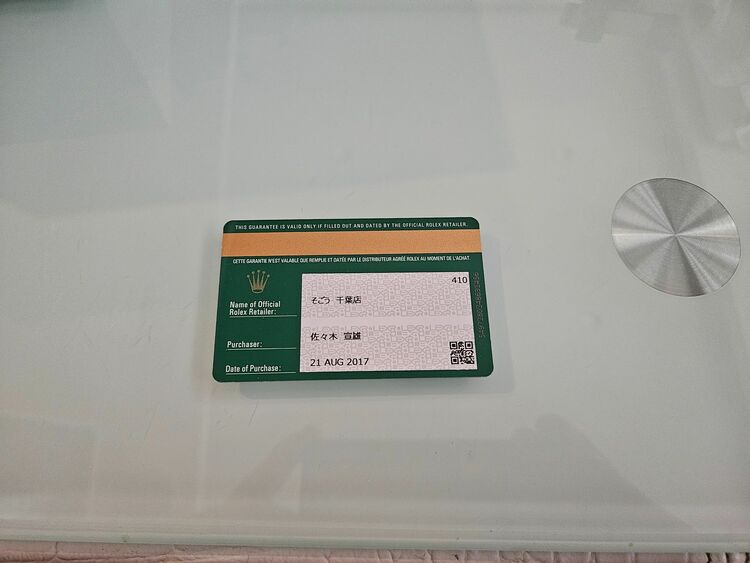 THIS GUARANTEE IS VALID ONLY IF FILLED OUT AND DATED BY THE OFFICIAL ROLEX RETAILER
CETTE GARANTIE N'EST VALABLE QUE REMPLIE ET DATÉE PAR LE DISTRIBUTEUR AGRÉÉ ROLEX AU MOMENT DE L'ACHAT.
410
Name of Official
Rolex Retailer:
そごう 千葉店
Purchaser:
佐々木 宣雄
Date of Purchase:
21 AUG 2017